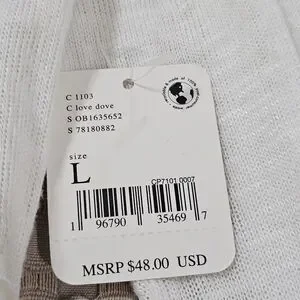 C 1103
C love dove
S OB1635652
S 78180882
size
L
CP7101 0007
1 96790 35469 7
MSRP $48.00 USD